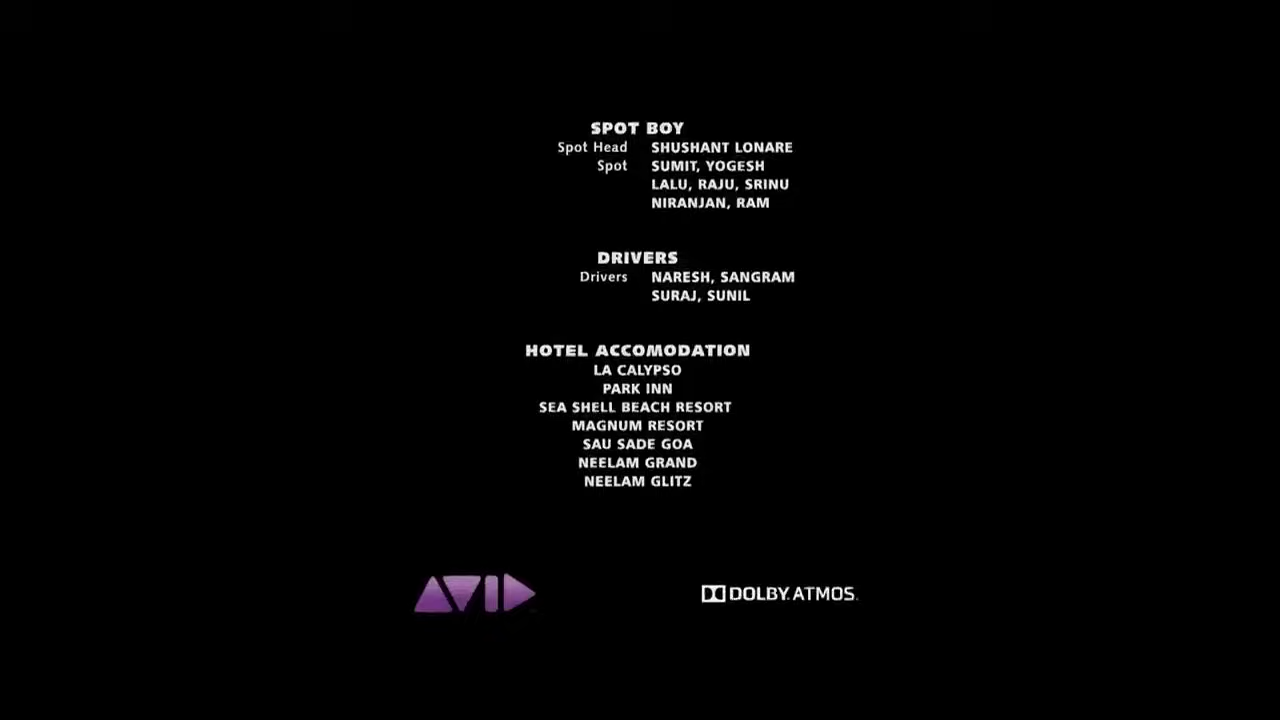 SPOT BOY
Spot Head SHUSHANT LONARE
Spot SUMIT, YOGESH
LALU, RAJU, SRINU
NIRANJAN, RAM
DRIVERS
Drivers NARESH, SANGRAM
SURAJ, SUNIL
HOTEL ACCOMODATION
LA CALYPSO
PARK INN
SEA SHELL BEACH RESORT
MAGNUM RESORT
SAU SADE GOA
NEELAM GRAND
NEELAM GLITZ
AVID DOLBY ATMOS